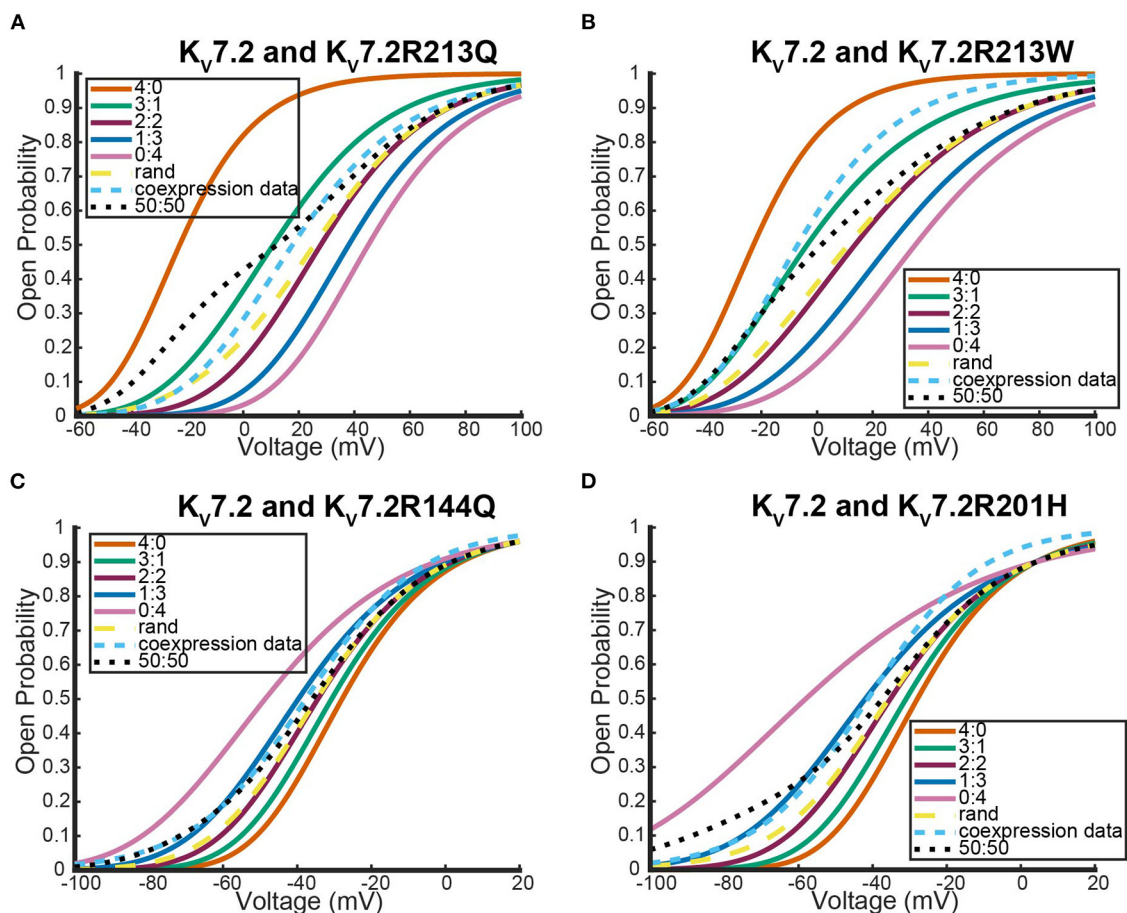 A
K_V7.2 and K_V7.2R213Q
1
0.9
0.8
0.7
0.6
0.5
0.4
0.3
0.2
0.1
0
Open Probability
4:0
3:1
2:2
1:3
0:4
rand
coexpression data
50:50
-60 -40 -20 0 20 40 60 80 100
Voltage (mV)
B
K_V7.2 and K_V7.2R213W
1
0.9
0.8
0.7
0.6
0.5
0.4
0.3
0.2
0.1
0
Open Probability
4:0
3:1
2:2
1:3
0:4
rand
coexpression data
50:50
-60 -40 -20 0 20 40 60 80 100
Voltage (mV)
C
K_V7.2 and K_V7.2R144Q
1
0.9
0.8
0.7
0.6
0.5
0.4
0.3
0.2
0.1
0
Open Probability
4:0
3:1
2:2
1:3
0:4
rand
coexpression data
50:50
-100 -80 -60 -40 -20 0 20
Voltage (mV)
D
K_V7.2 and K_V7.2R201H
1
0.9
0.8
0.7
0.6
0.5
0.4
0.3
0.2
0.1
0
Open Probability
4:0
3:1
2:2
1:3
0:4
rand
coexpression data
50:50
-100 -80 -60 -40 -20 0 20
Voltage (mV)